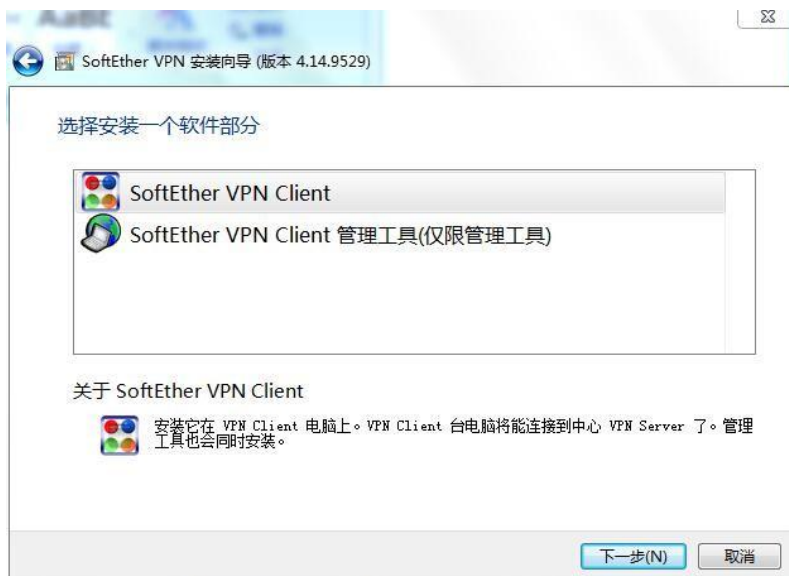 AaBb
SoftEther VPN 安装向导 (版本 4.14.9529)
选择安装一个软件部分
SoftEther VPN Client
SoftEther VPN Client 管理工具(仅限管理工具)
关于 SoftEther VPN Client
安装它在 VPN Client 电脑上。VPN Client 台电脑将能连接到中心 VPN Server 了。管理
工具也会同时安装。
下一步(N)
取消